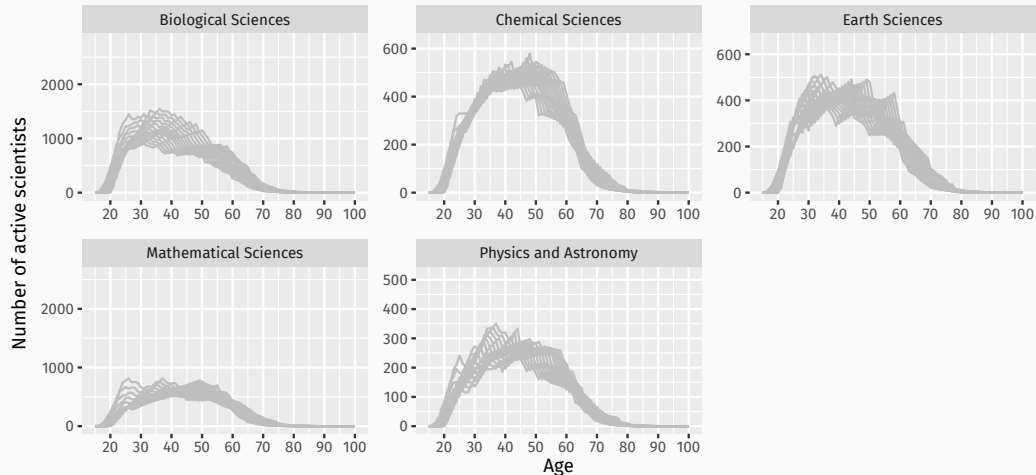 Biological Sciences
Chemical Sciences
Earth Sciences
2000
1000
0
20 30 40 50 60 70 80 90 100
600
400
200
0
20 30 40 50 60 70 80 90 100
600
400
200
0
20 30 40 50 60 70 80 90 100
Number of active scientists
Mathematical Sciences
Physics and Astronomy
2000
1000
0
20 30 40 50 60 70 80 90 100
500
400
300
200
100
0
20 30 40 50 60 70 80 90 100
Age